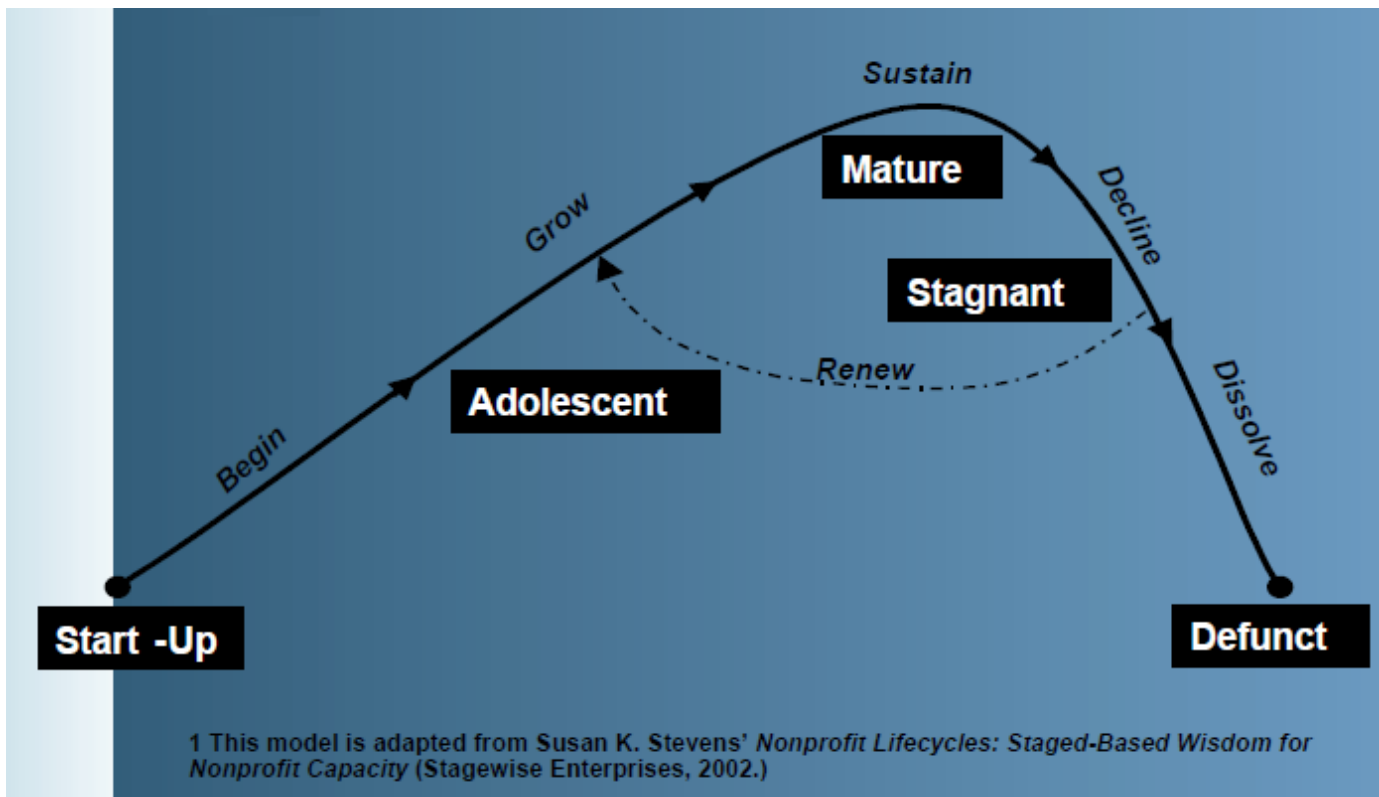 Sustain
Mature
Decline
Grow
Stagnant
Renew
Adolescent
Dissolve
Begin
Start -Up
Defunct
1 This model is adapted from Susan K. Stevens’ Nonprofit Lifecycles: Staged-Based Wisdom for
Nonprofit Capacity (Stagewise Enterprises, 2002.)